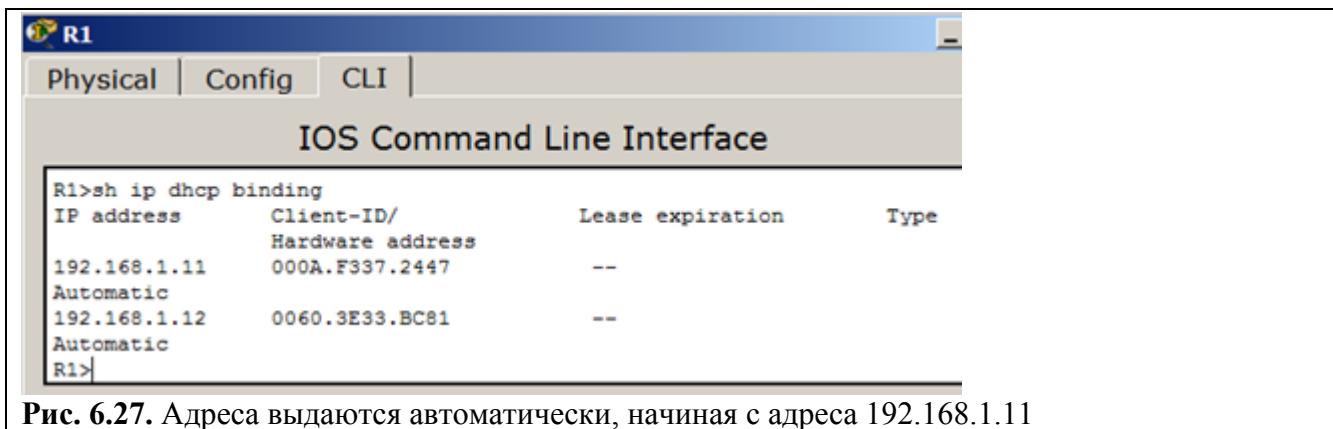 R1
Physical Config CLI
IOS Command Line Interface
R1>sh ip dhcp binding
IP address Client-ID/ Lease expiration Type
Hardware address
192.168.1.11 000A.F337.2447 --
Automatic
192.168.1.12 0060.3E33.BC81 --
Automatic
R1>
Рис. 6.27. Адреса выдаются автоматически, начиная с адреса 192.168.1.11